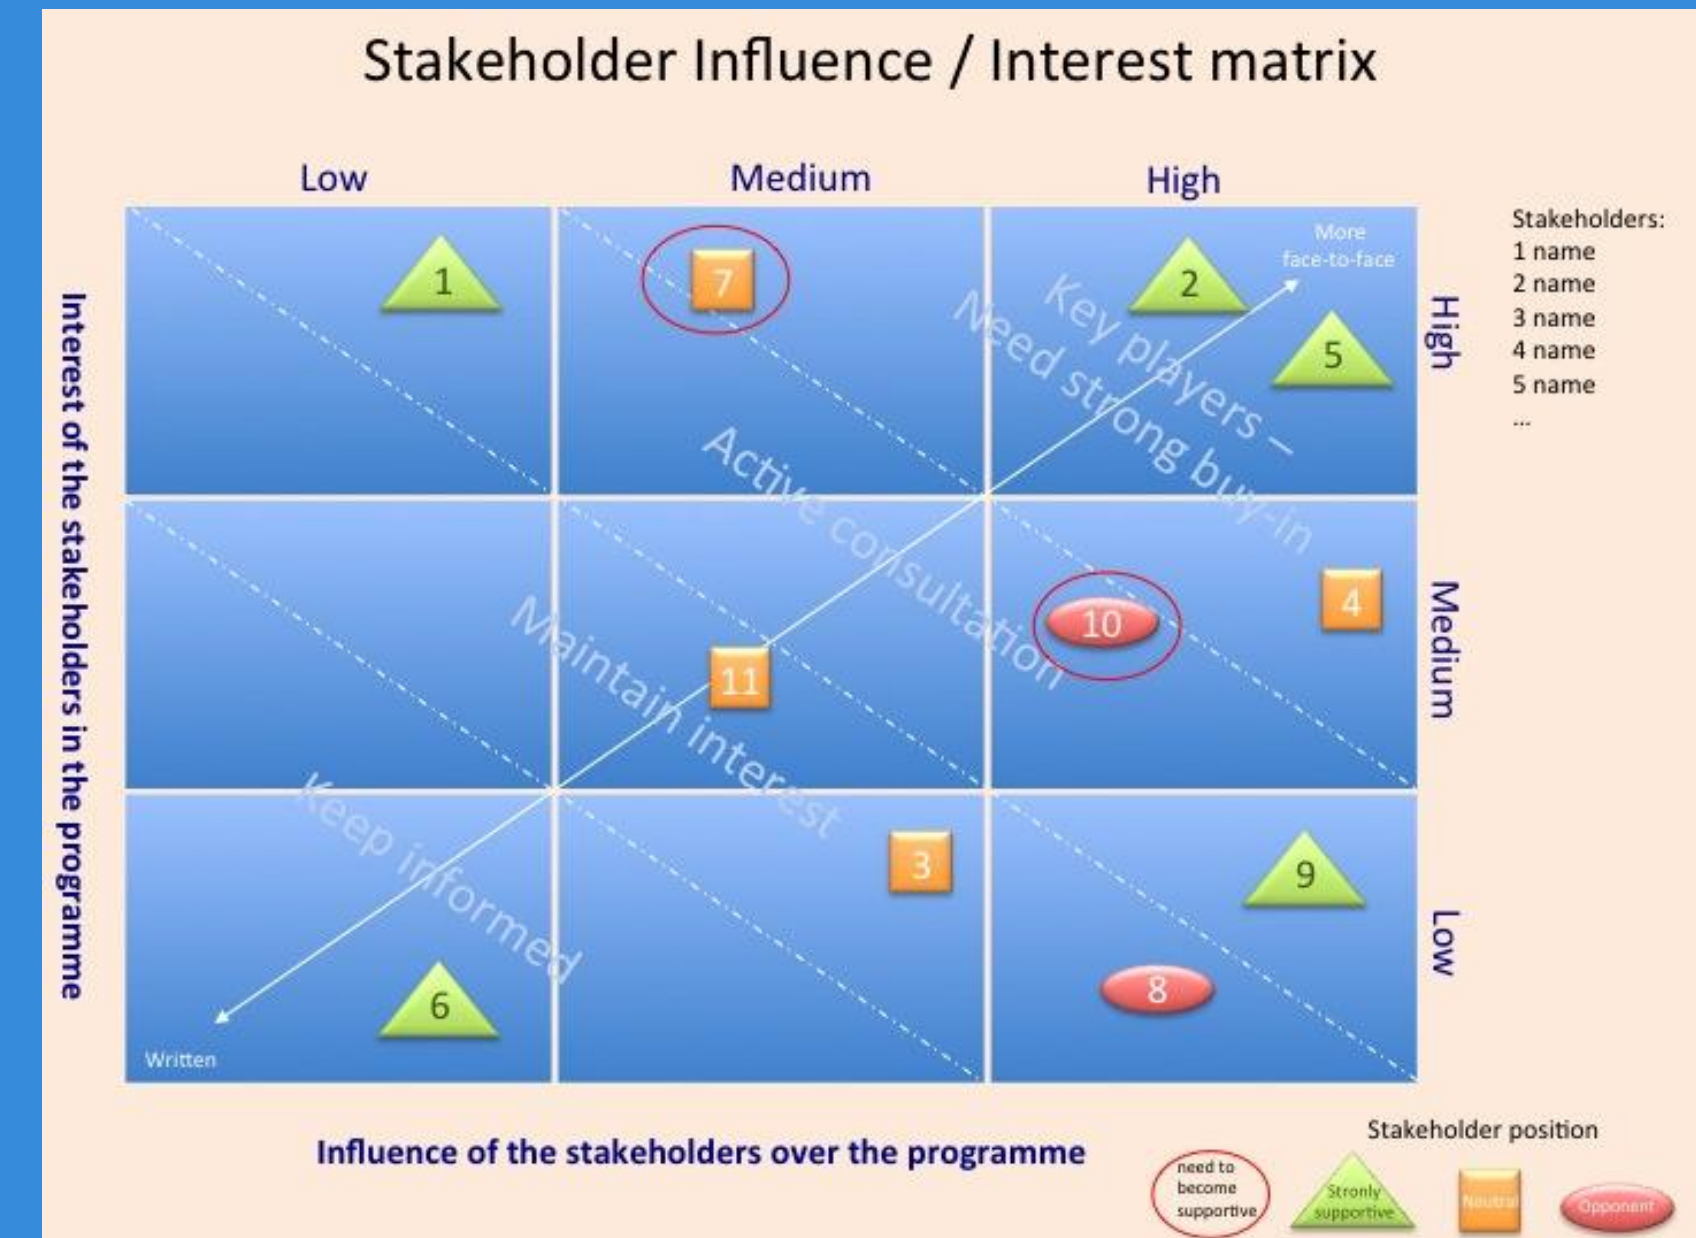 Stakeholder Influence / Interest matrix
Low
Medium
High
Interest of the stakeholders in the programme
1
7
2
5
More
face-to-face
Key players –
Need strong buy-in
High
Active consultation
10
4
Medium
11
Maintain interest
Keep informed
3
9
8
6
Low
Written
Influence of the stakeholders over the programme
Stakeholders:
1 name
2 name
3 name
4 name
5 name
...
Stakeholder position
need to
become
supportive
Stronly
supportive
Neutral
Opponent